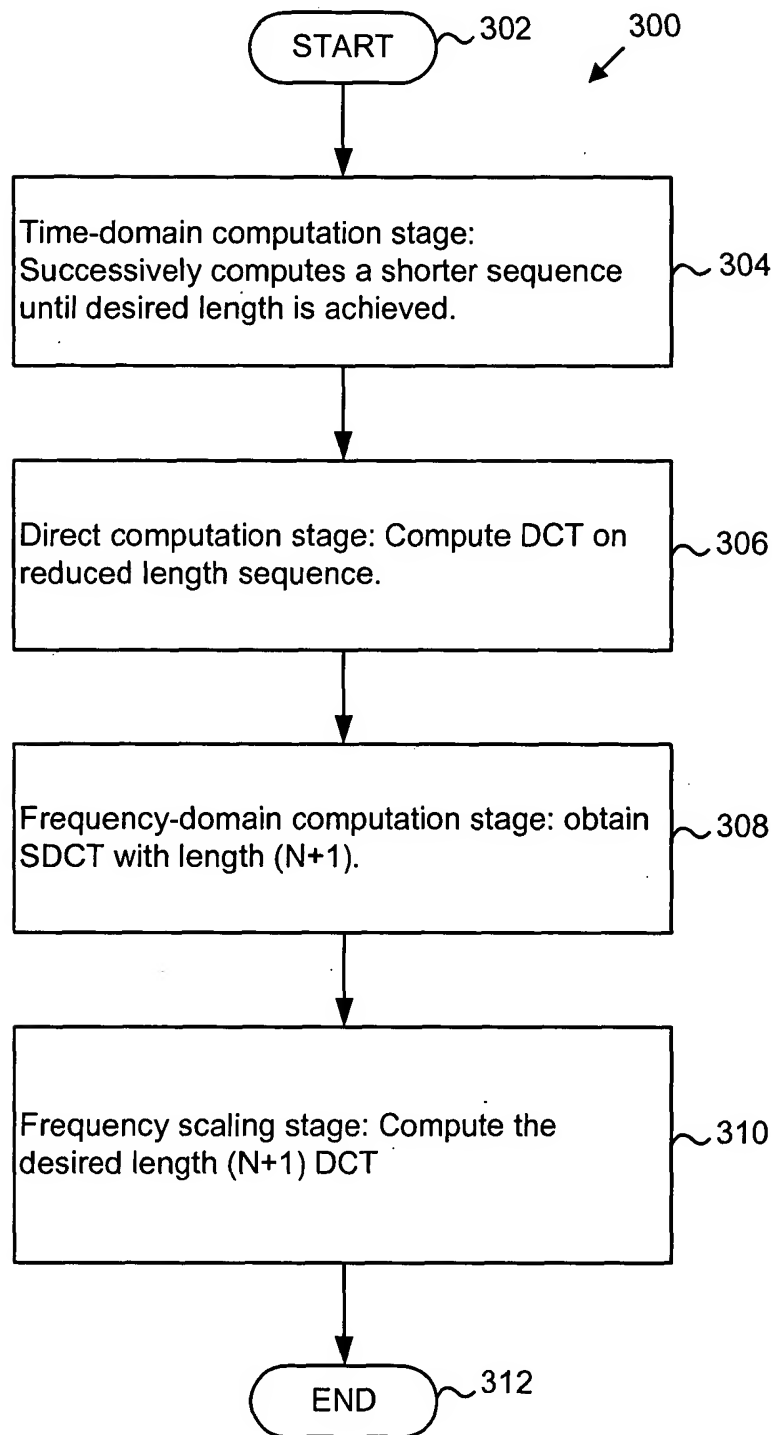 START
302
300
Time-domain computation stage:
Successively computes a shorter sequence
until desired length is achieved.
304
Direct computation stage: Compute DCT on
reduced length sequence.
306
Frequency-domain computation stage: obtain
SDCT with length (N+1).
308
Frequency scaling stage: Compute the
desired length (N+1) DCT
310
END
312